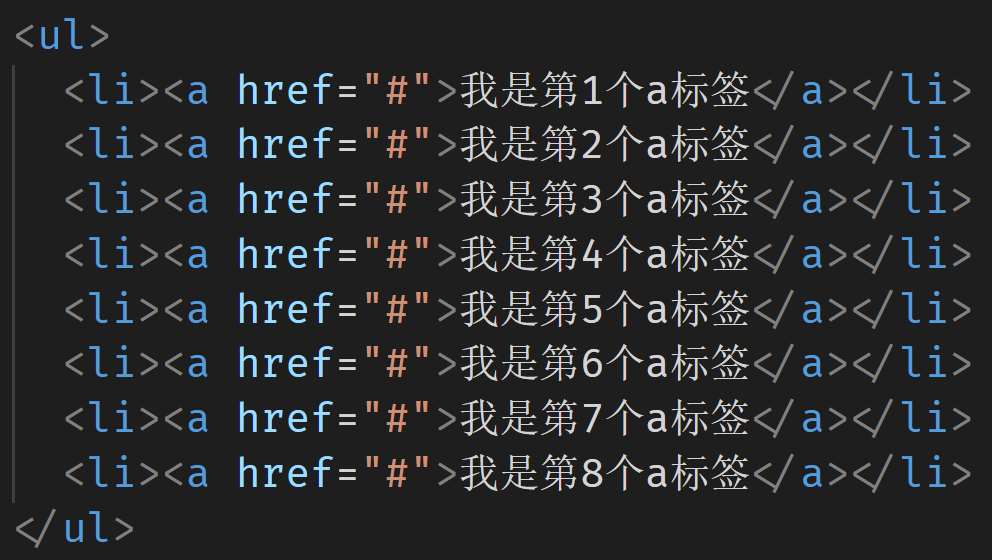 <ul>
<li><a href="#">我是第1个a标签</a></li>
<li><a href="#">我是第2个a标签</a></li>
<li><a href="#">我是第3个a标签</a></li>
<li><a href="#">我是第4个a标签</a></li>
<li><a href="#">我是第5个a标签</a></li>
<li><a href="#">我是第6个a标签</a></li>
<li><a href="#">我是第7个a标签</a></li>
<li><a href="#">我是第8个a标签</a></li>
</ul>